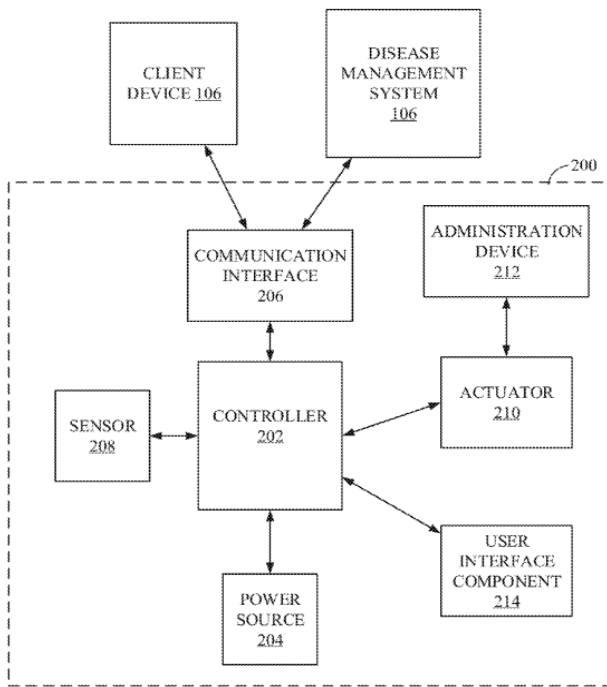 CLIENT
DEVICE 106
DISEASE
MANAGEMENT
SYSTEM
106
200
COMMUNICATION
INTERFACE
206
ADMINISTRATION
DEVICE
212
CONTROLLER
202
ACTUATOR
210
SENSOR
208
USER
INTERFACE
COMPONENT
214
POWER
SOURCE
204